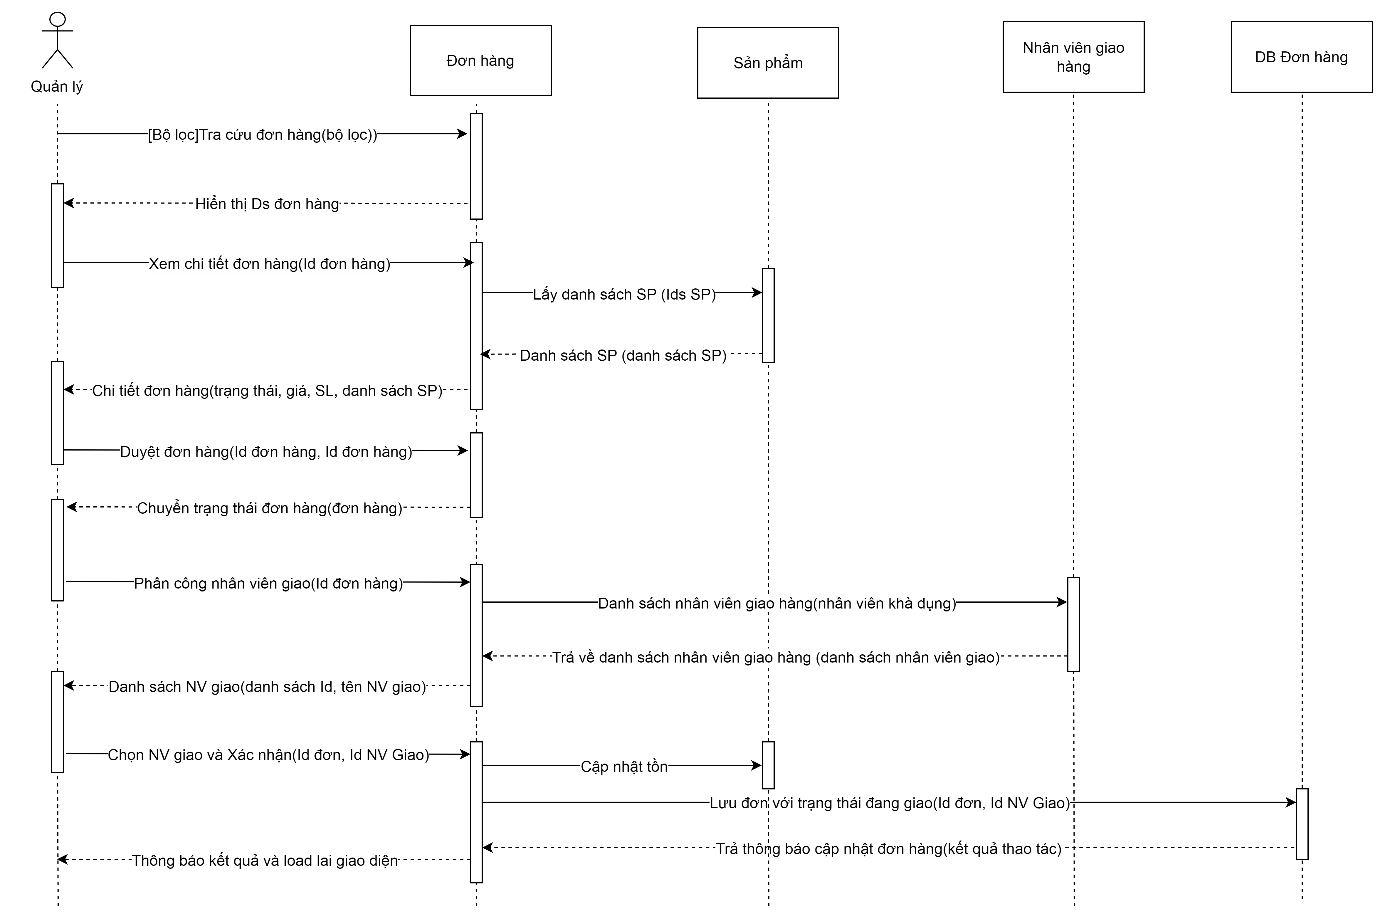 Quản lý
Đơn hàng
Sản phẩm
Nhân viên giao
hàng
DB Đơn hàng
[Bộ lọc]Tra cứu đơn hàng(bộ lọc))
Hiển thị Ds đơn hàng
Xem chi tiết đơn hàng(Id đơn hàng)
Lấy danh sách SP (Ids SP)
Danh sách SP (danh sách SP)
Chi tiết đơn hàng(trạng thái, giá, SL, danh sách SP)
Duyệt đơn hàng(Id đơn hàng, Id đơn hàng)
Chuyển trạng thái đơn hàng(đơn hàng)
Phân công nhân viên giao(Id đơn hàng)
Danh sách nhân viên giao hàng(nhân viên khả dụng)
Trả về danh sách nhân viên giao hàng (danh sách nhân viên giao)
Danh sách NV giao(danh sách Id, tên NV giao)
Chọn NV giao và Xác nhận(Id đơn, Id NV Giao)
Cập nhật tồn
Lưu đơn với trạng thái đang giao(Id đơn, Id NV Giao)
Trả thông báo cập nhật đơn hàng(kết quả thao tác)
Thông báo kết quả và load lai giao diện